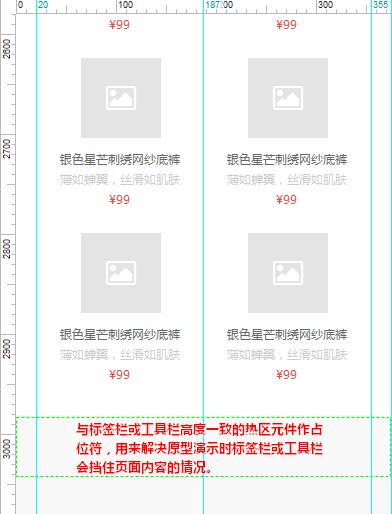 0 20 100 187.00 300 355
2600
¥99 ¥99
2700
银色星芒刺绣网纱底裤 银色星芒刺绣网纱底裤
薄如蝉翼，丝滑如肌肤 薄如蝉翼，丝滑如肌肤
¥99 ¥99
2800
2900
银色星芒刺绣网纱底裤 银色星芒刺绣网纱底裤
薄如蝉翼，丝滑如肌肤 薄如蝉翼，丝滑如肌肤
¥99 ¥99
3000
与标签栏或工具栏高度一致的热区元件作占
位符，用来解决原型演示时标签栏或工具栏
会挡住页面内容的情况。